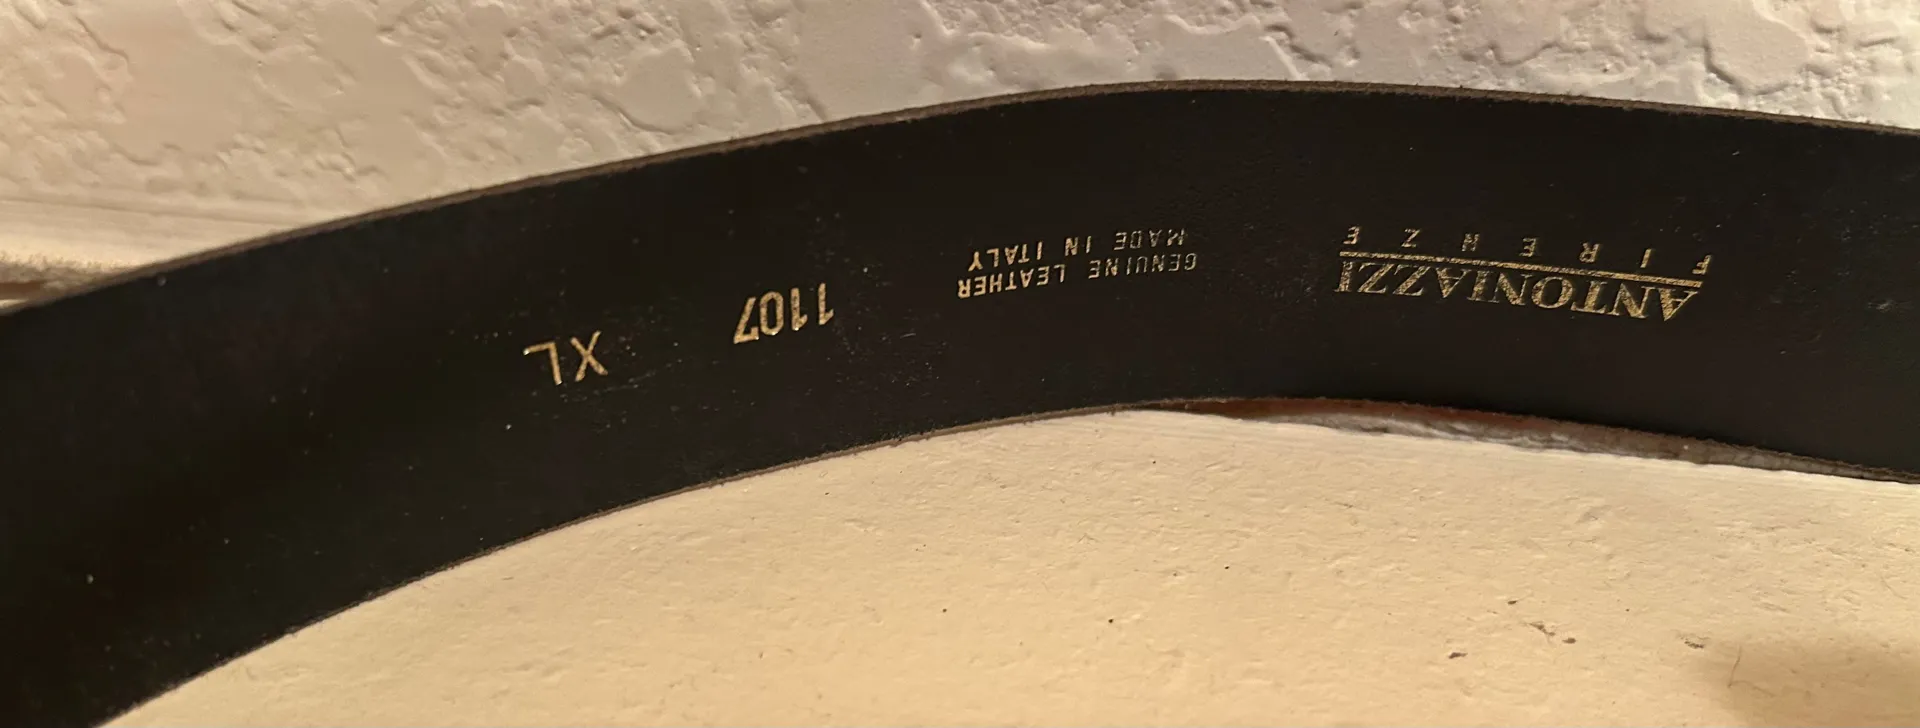 ANTONIAZZI
FIRENZE
GENUINE LEATHER
MADE IN ITALY
1107
XL